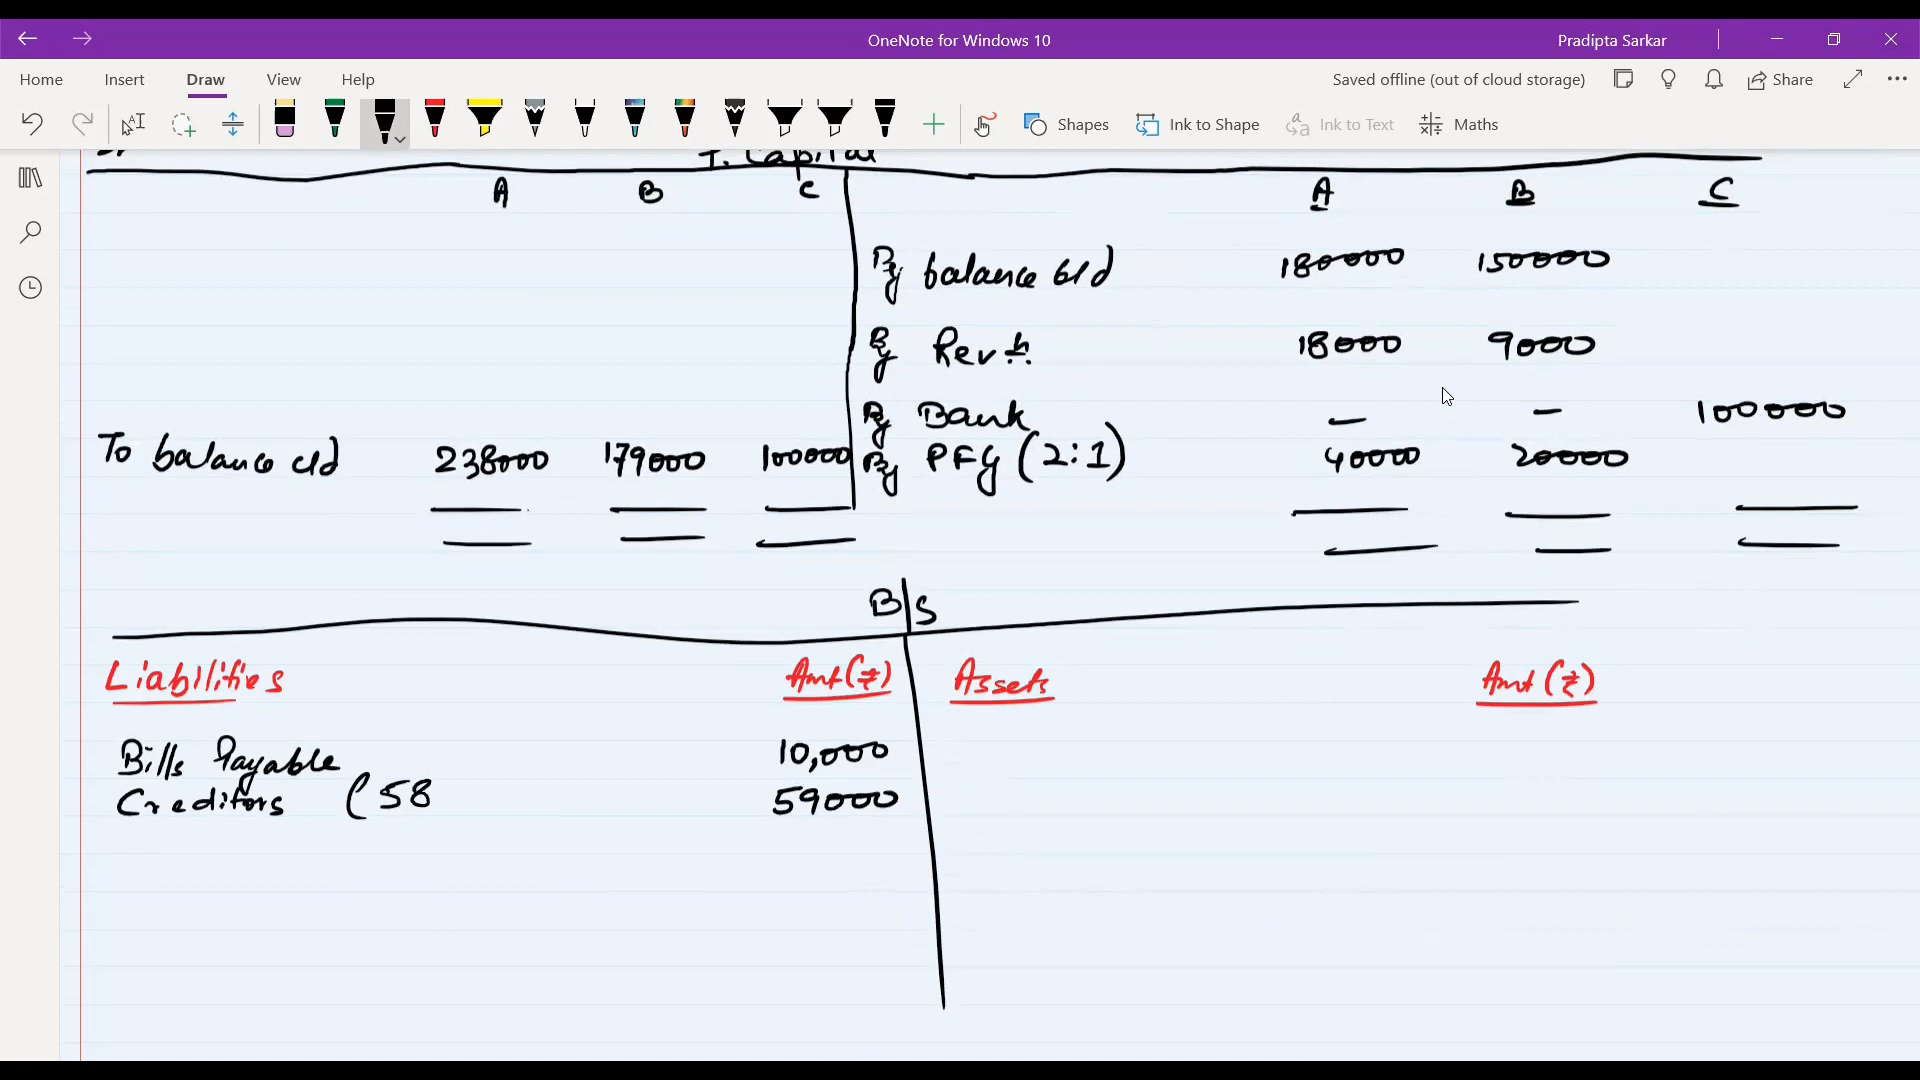 OneNote for Windows 10
Pradipta Sarkar
Home Insert Draw View Help
Saved offline (out of cloud storage)
Share
Shapes
Ink to Shape
Ink to Text
Maths
Capital
A B C A B C
By balance b/d 180000 150000
By Rev 18000 9000
By Bank — — 100000
To balance c/d 238000 179000 100000 By PFG (2:1) 40000 20000
B/S
Liabilities Amt (₹) Assets Amt (₹)
Bills Payable 10,000
Creditors (58 59000